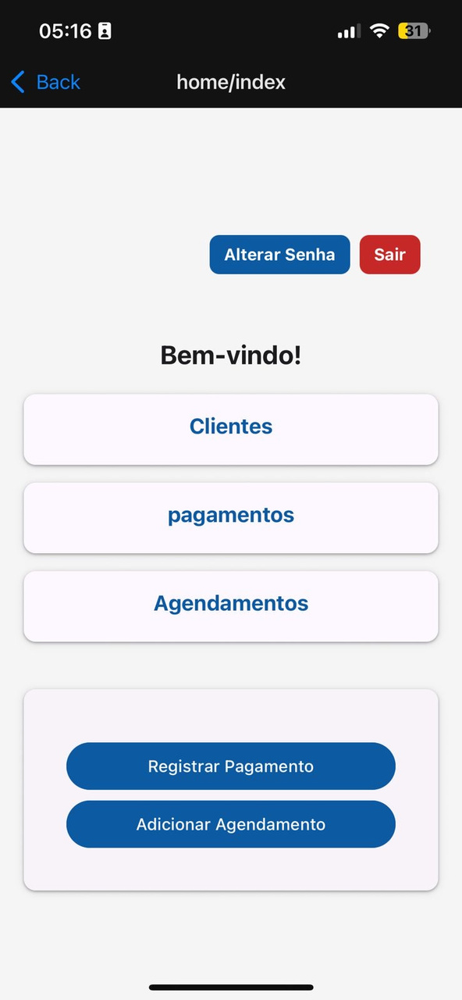 05:16
31
Back
home/index
Alterar Senha
Sair
Bem-vindo!
Clientes
pagamentos
Agendamentos
Registrar Pagamento
Adicionar Agendamento